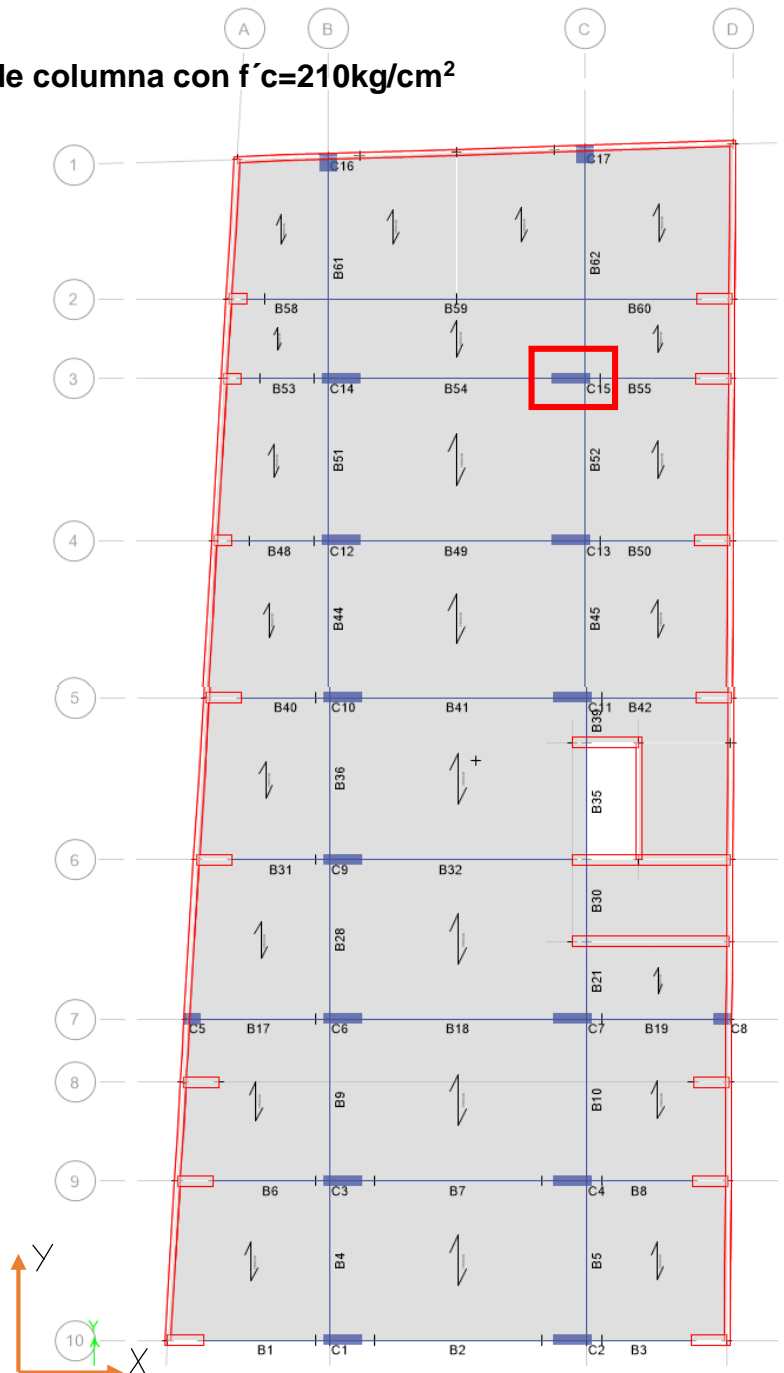 A B C D
de columna con f´c=210kg/cm²
1
C16 C17
B61 B62
2
B58 B59 B60
3
B53 C14 B54 C15 B55
B51 B52
4
B48 C12 B49 C13 B50
B44 B45
5
B40 C10 B41 C11 B42
B39
B36 B35
6
B31 C9 B32
B30
B28
B21
7
C5 B17 C6 B18 C7 B19 C8
8
B9 B10
9
B6 C3 B7 C4 B8
Y
B4 B5
Y
10
X
B1 C1 B2 C2 B3